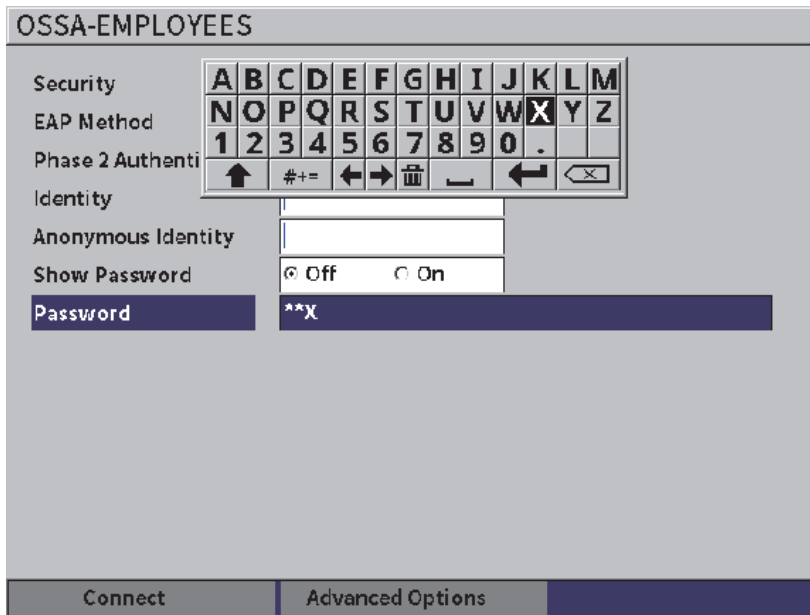 OSSA-EMPLOYEES
Security
A B C D E F G H I J K L M
EAP Method
N O P Q R S T U V W X Y Z
1 2 3 4 5 6 7 8 9 0 .
Phase 2 Authenti
#+=
Identity
Anonymous Identity
Show Password Off On
Password **X
Connect Advanced Options